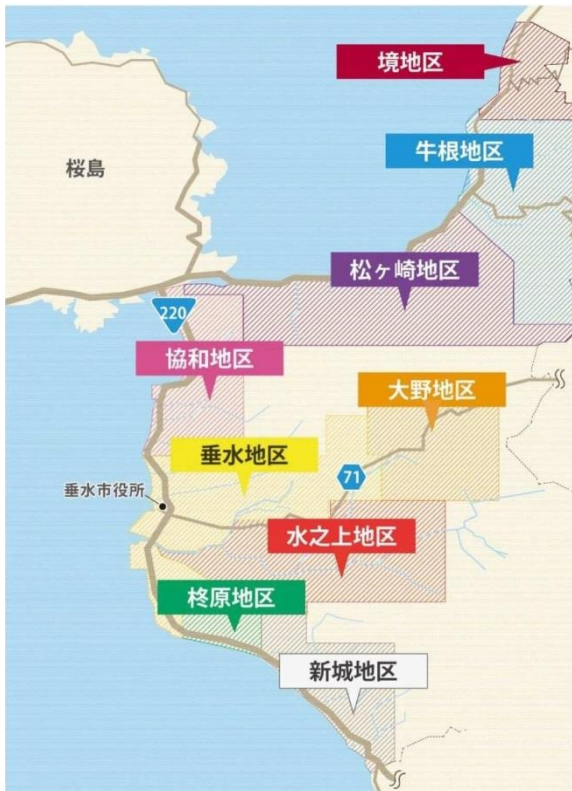 境地区
牛根地区
桜島
松ヶ崎地区
220
協和地区
大野地区
垂水地区
71
垂水市役所
水之上地区
柊原地区
新城地区